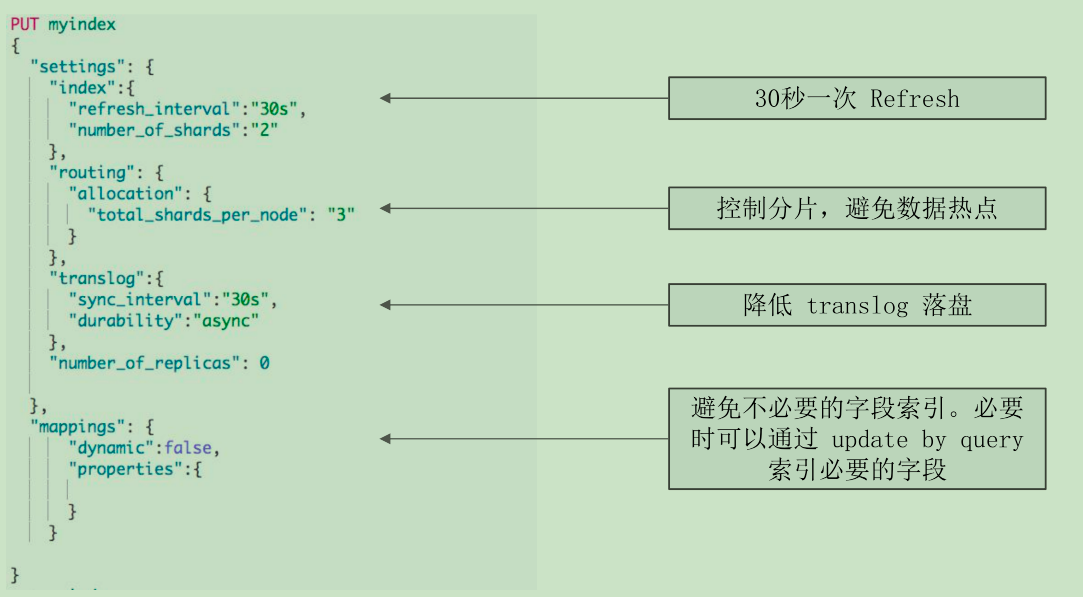 PUT myindex
{
"settings": {
"index":{
"refresh_interval":"30s",
"number_of_shards":"2"
},
"routing": {
"allocation": {
"total_shards_per_node": "3"
}
},
"translog":{
"sync_interval":"30s",
"durability":"async"
},
"number_of_replicas": 0
},
"mappings": {
"dynamic":false,
"properties":{
}
}
}
30秒一次 Refresh
控制分片，避免数据热点
降低 translog 落盘
避免不必要的字段索引。必要
时可以通过 update by query
索引必要的字段